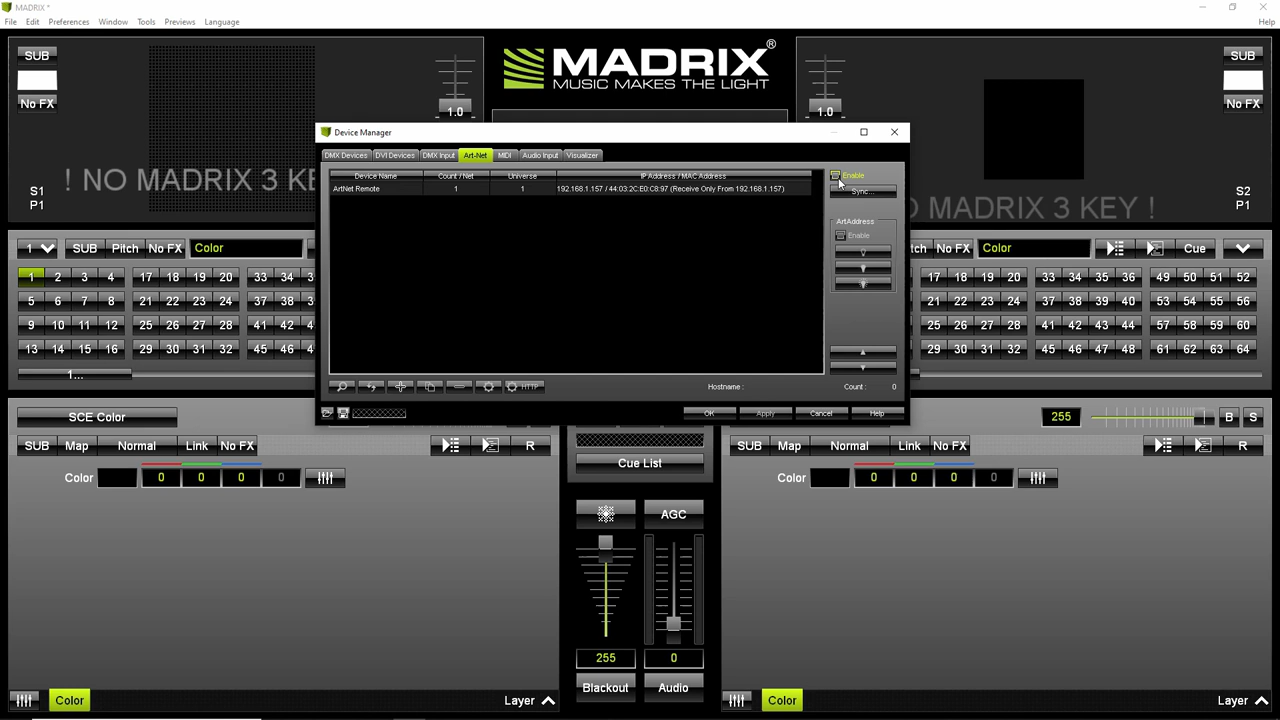 MADRIX *
File Edit Preferences Window Tools Previews Language Help
SUB
No FX
1.0
! NO MADRIX 3 KE
S1
P1
MADRIX®
MUSIC MAKES THE LIGHT
1.0
SUB
No FX
O MADRIX 3 KEY !
S2
P1
Device Manager
DMX Devices DVI Devices DMX Input Art-Net MIDI Audio Input Visualizer
Device Name Count / Net Universe IP Address / MAC Address
ArtNet Remote 1 1 192.168.1.157 / 44:03:2C:E0:C8:97 (Receive Only From 192.168.1.157)
Enable
Sync...
ArtAddress
Enable
HTTP Hostname : Count : 0
OK Apply Cancel Help
1 SUB Pitch No FX Color
1 2 3 4 17 18 19 20 33 34
5 6 7 8 21 22 23 24 37 38
9 10 11 12 25 26 27 28 41 42
13 14 15 16 29 30 31 32 45 46
1...
tch No FX Color Cue
17 18 19 20 33 34 35 36 49 50 51 52
21 22 23 24 37 38 39 40 53 54 55 56
25 26 27 28 41 42 43 44 57 58 59 60
29 30 31 32 45 46 47 48 61 62 63 64
SCE Color
SUB Map Normal Link No FX R
Color 0 0 0 0
Cue List
AGC
255 0
Blackout Audio
255 B S
SUB Map Normal Link No FX R
Color 0 0 0 0
Color Layer
Color Layer